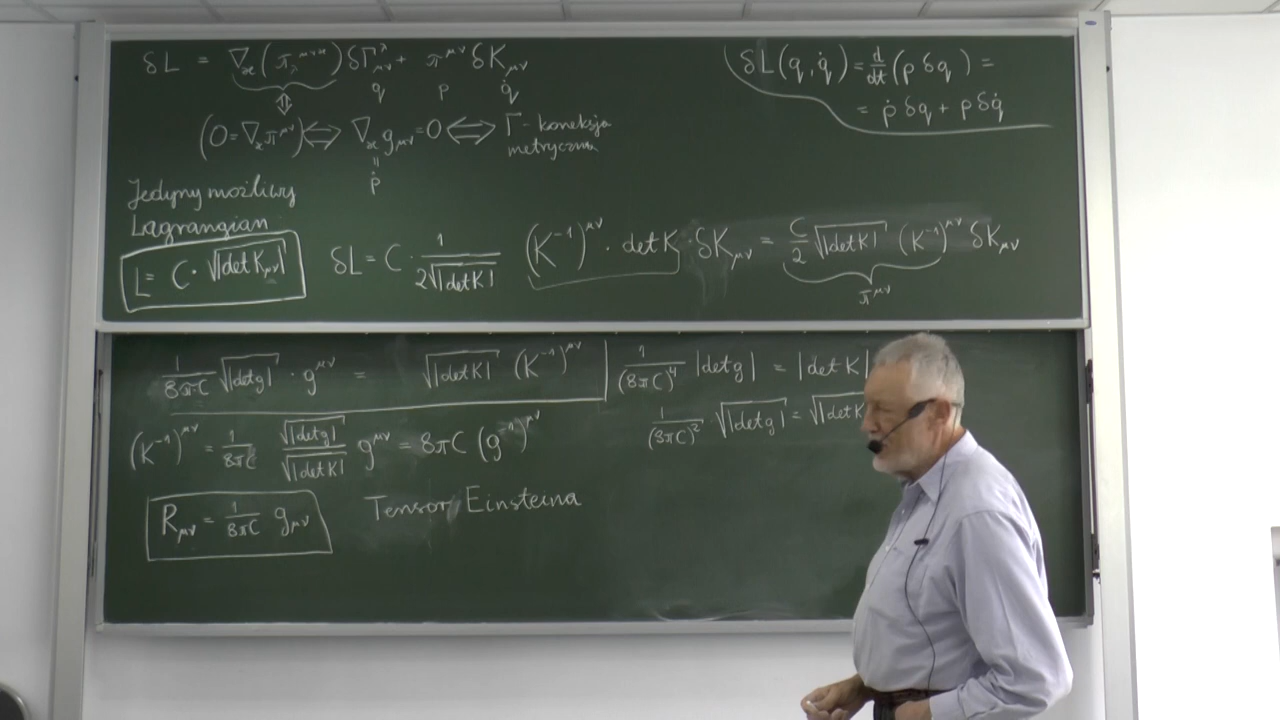 δL = ∇_ϰ(π_λ^{μνϰ}) δΓ^λ_{μν} + π^{μν} δK_{μν}
q p q̇
(0 = ∇_ϰ π^{μν}) ⇔ ∇_ϰ g_{μν} = 0 ⇔ Γ - koneksja metryczna
ṗ
δL(q, q̇) = d/dt (p δq) =
= ṗ δq + p δq̇
Jedyny możliwy
Lagrangian
L = C · √|det K_{μν}|
δL = C · 1/(2√|det K|) (K^{-1})^{μν} · det K · δK_{μν} = C/2 √|det K| (K^{-1})^{μν} δK_{μν}
π^{μν}
1/(8πC) √|det g| · g^{μν} = √|det K| (K^{-1})^{μν}
(K^{-1})^{μν} = 1/(8πC) √|det g|/√|det K| g^{μν} = 8πC (g^{-1})^{μν}
R_{μν} = 1/(8πC) g_{μν}
Tensor Einsteina
1/(8πC)^4 |det g| = |det K|
1/(8πC)^2 · √|det g| = √|det K